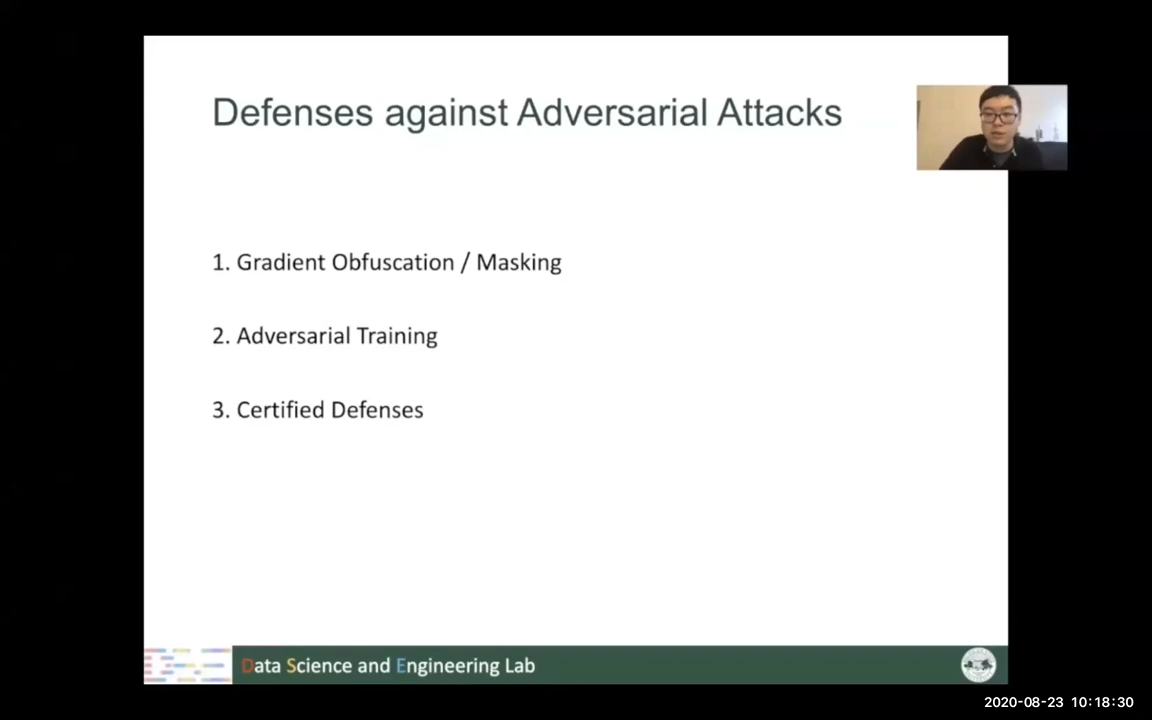 Defenses against Adversarial Attacks
1. Gradient Obfuscation / Masking
2. Adversarial Training
3. Certified Defenses
Data Science and Engineering Lab
2020-08-23 10:18:30